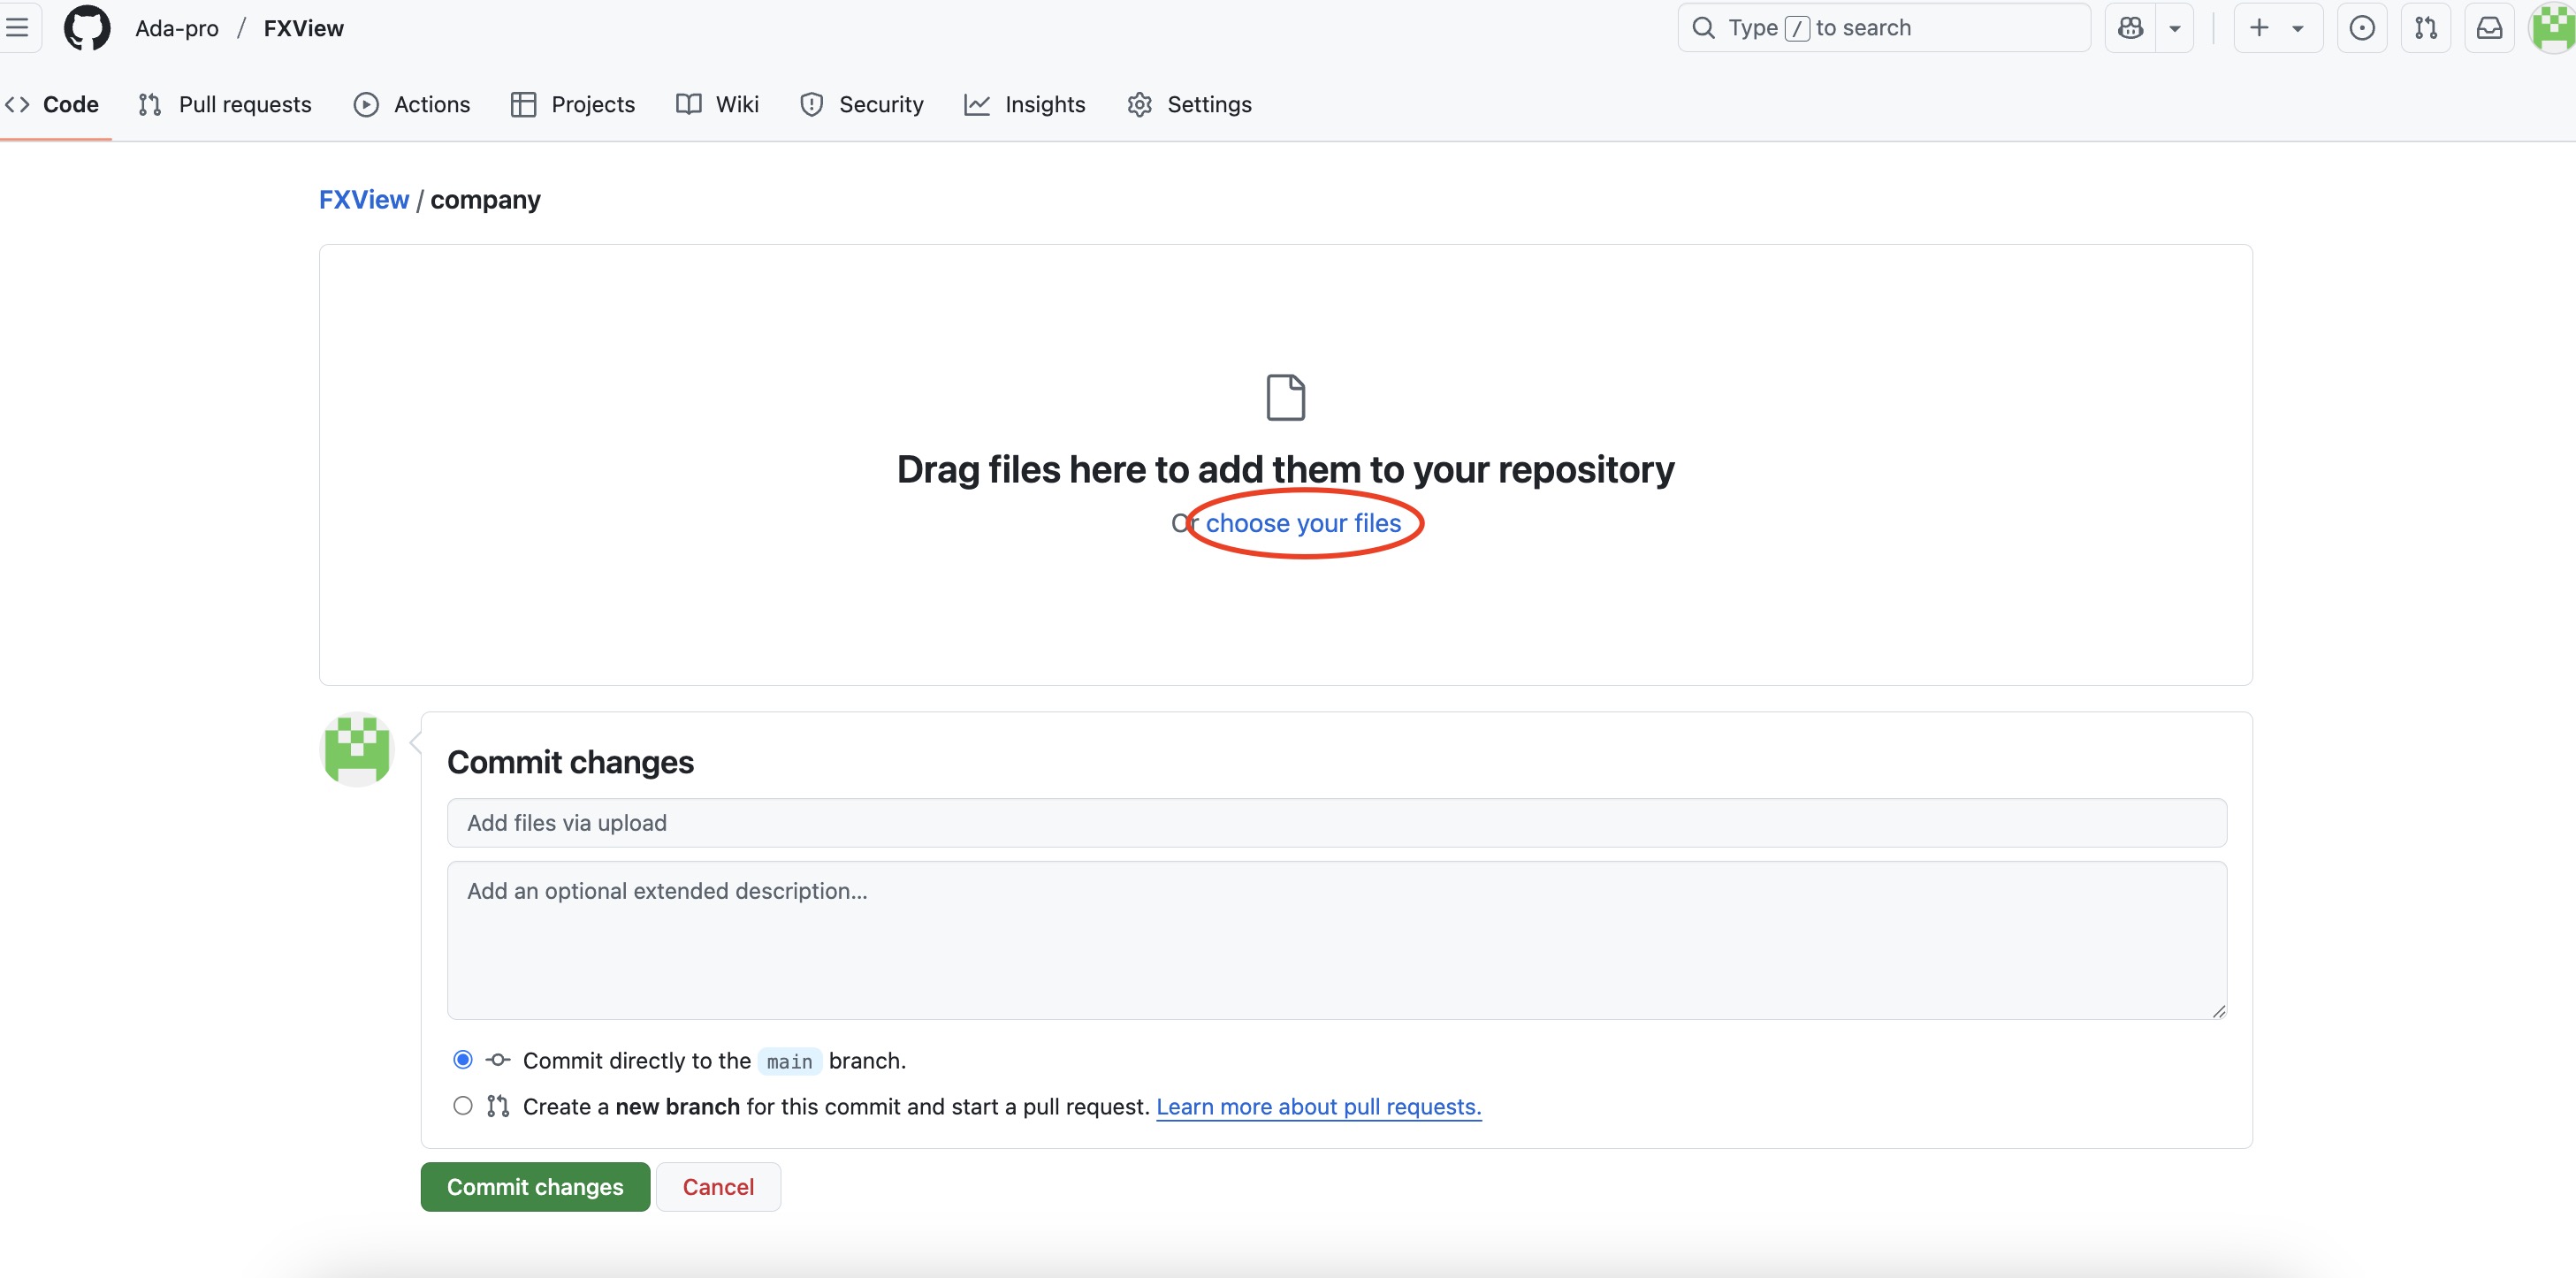 Ada-pro / FXView
Type / to search
Code Pull requests Actions Projects Wiki Security Insights Settings
FXView / company
Drag files here to add them to your repository
Or choose your files
Commit changes
Add files via upload
Add an optional extended description...
Commit directly to the main branch.
Create a new branch for this commit and start a pull request. Learn more about pull requests.
Commit changes Cancel